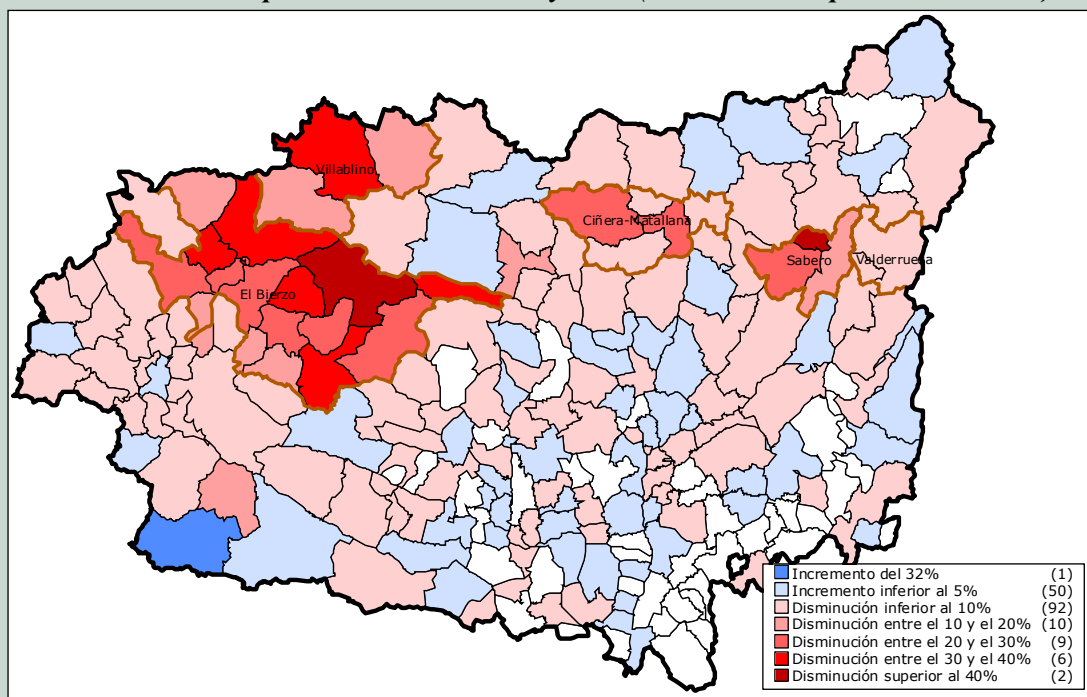 Villablino
Ciñera-Matallana
Sabero
Valderrueda
El Bierzo
Incremento del 32% (1)
Incremento inferior al 5% (50)
Disminución inferior al 10% (92)
Disminución entre el 10 y el 20% (10)
Disminución entre el 20 y el 30% (9)
Disminución entre el 30 y el 40% (6)
Disminución superior al 40% (2)